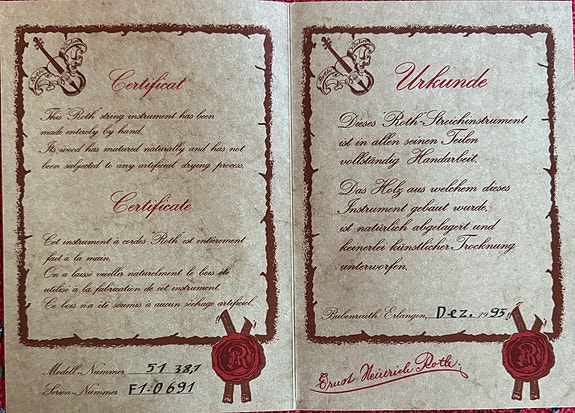 Certificat
This Roth string instrument has been
made entirely by hand.
Its wood has matured naturally and has not
been subjected to any artificial drying process.
Certificate
Cet instrument à cordes Roth est entièrement
fait a la main.
On a laissé vieillir naturelment le bois été
utilisé a la fabrication de cet instrument.
Ce bois n'a été soumis à aucun séchage artificiel.
Modell-Nummer 51
Serien-Nummer F1-0691
Urkunde
Dieses Roth-Streichinstrument
ist in allen seinen Teilen
vollständig Handarbeit.
Das Holz aus welchem dieses
Instrument gebaut wurde,
ist natürlich abgelagert und
keinerlei künstlicher Trocknung
unterworfen.
Bubenreuth/Erlangen, Dez. 1995
R
Ernst Heinrich Roth
R